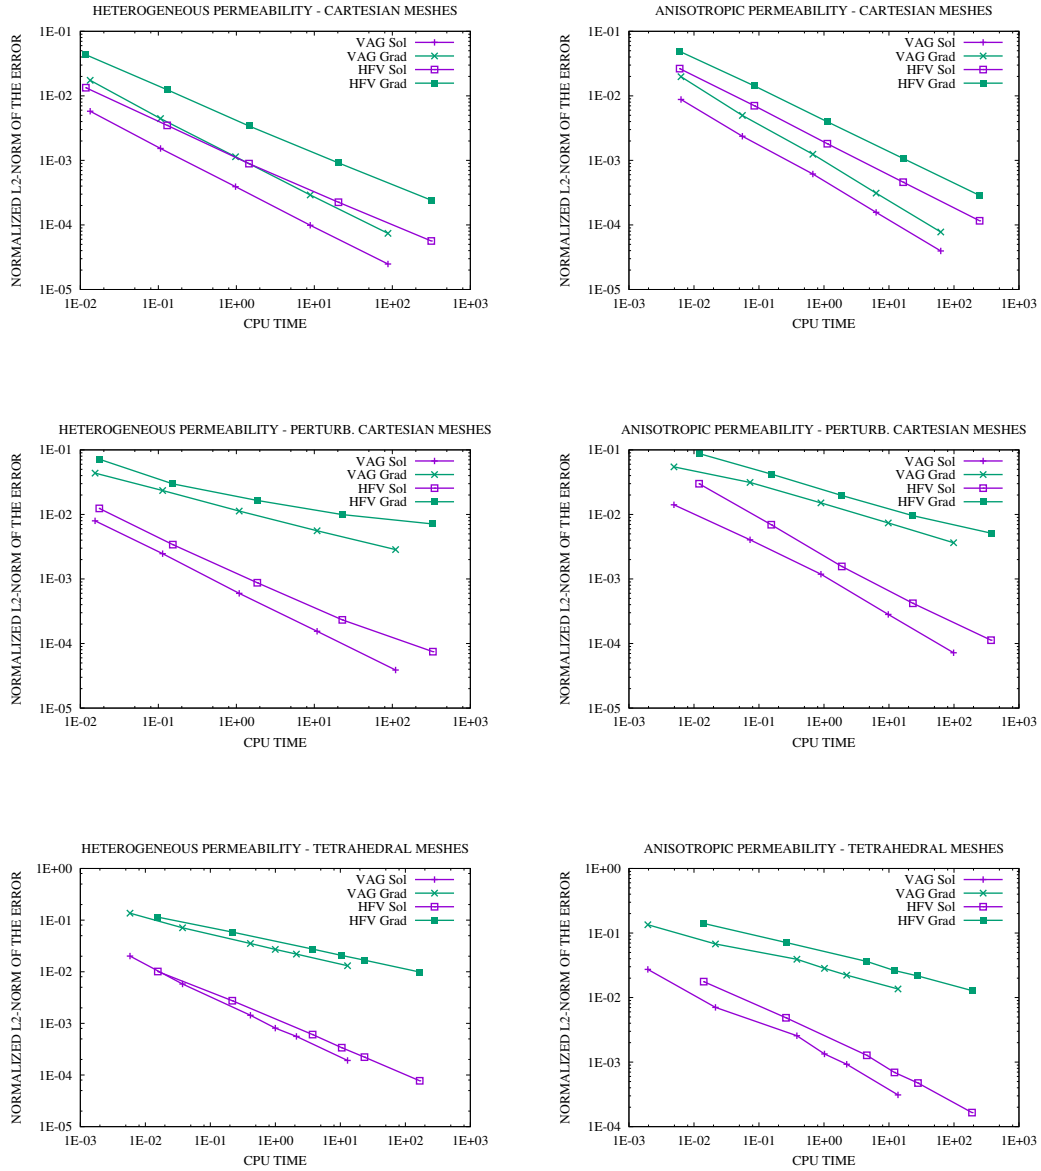 HETEROGENEOUS PERMEABILITY - CARTESIAN MESHES
NORMALIZED L2-NORM OF THE ERROR
1E-01
1E-02
1E-03
1E-04
1E-05
VAG Sol
VAG Grad
HFV Sol
HFV Grad
1E-02
1E-01
1E+00
1E+01
1E+02
1E+03
CPU TIME
ANISOTROPIC PERMEABILITY - CARTESIAN MESHES
NORMALIZED L2-NORM OF THE ERROR
1E-01
1E-02
1E-03
1E-04
1E-05
VAG Sol
VAG Grad
HFV Sol
HFV Grad
1E-03
1E-02
1E-01
1E+00
1E+01
1E+02
1E+03
CPU TIME
HETEROGENEOUS PERMEABILITY - PERTURB. CARTESIAN MESHES
NORMALIZED L2-NORM OF THE ERROR
1E-01
1E-02
1E-03
1E-04
1E-05
VAG Sol
VAG Grad
HFV Sol
HFV Grad
1E-02
1E-01
1E+00
1E+01
1E+02
1E+03
CPU TIME
ANISOTROPIC PERMEABILITY - PERTURB. CARTESIAN MESHES
NORMALIZED L2-NORM OF THE ERROR
1E-01
1E-02
1E-03
1E-04
1E-05
VAG Sol
VAG Grad
HFV Sol
HFV Grad
1E-03
1E-02
1E-01
1E+00
1E+01
1E+02
1E+03
CPU TIME
HETEROGENEOUS PERMEABILITY - TETRAHEDRAL MESHES
NORMALIZED L2-NORM OF THE ERROR
1E+00
1E-01
1E-02
1E-03
1E-04
1E-05
VAG Sol
VAG Grad
HFV Sol
HFV Grad
1E-03
1E-02
1E-01
1E+00
1E+01
1E+02
1E+03
CPU TIME
ANISOTROPIC PERMEABILITY - TETRAHEDRAL MESHES
NORMALIZED L2-NORM OF THE ERROR
1E+00
1E-01
1E-02
1E-03
1E-04
VAG Sol
VAG Grad
HFV Sol
HFV Grad
1E-03
1E-02
1E-01
1E+00
1E+01
1E+02
1E+03
CPU TIME